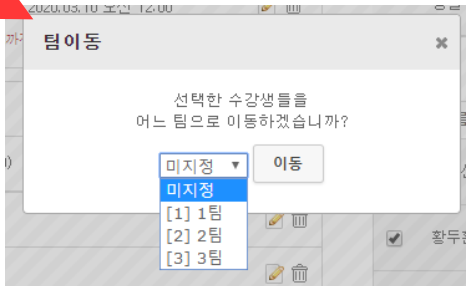 2020.03.10 오전 12:00
팀이동
선택한 수강생들을
어느 팀으로 이동하겠습니까?
미지정
이동
미지정
[1] 1팀
[2] 2팀
[3] 3팀